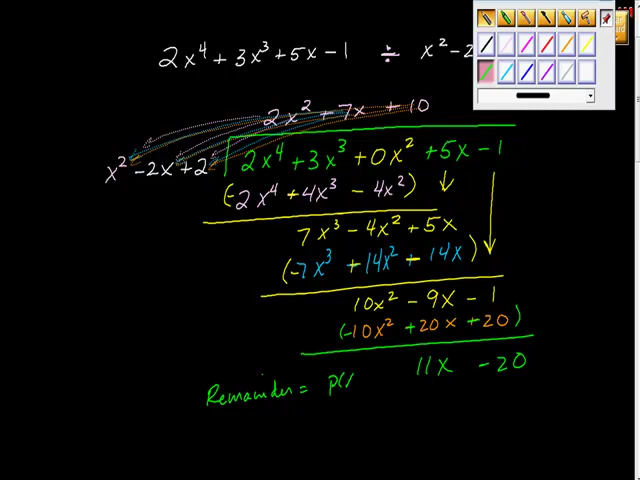 2x⁴ + 3x³ + 5x - 1 ÷ x² - 2
2x² + 7x + 10
x² - 2x + 2 2x⁴ + 3x³ + 0x² + 5x - 1
(-2x⁴ + 4x³ - 4x²)
7x³ - 4x² + 5x
(-7x³ + 14x² - 14x)
10x² - 9x - 1
(-10x² + 20x + 20)
11x - 20
Remainder = p(